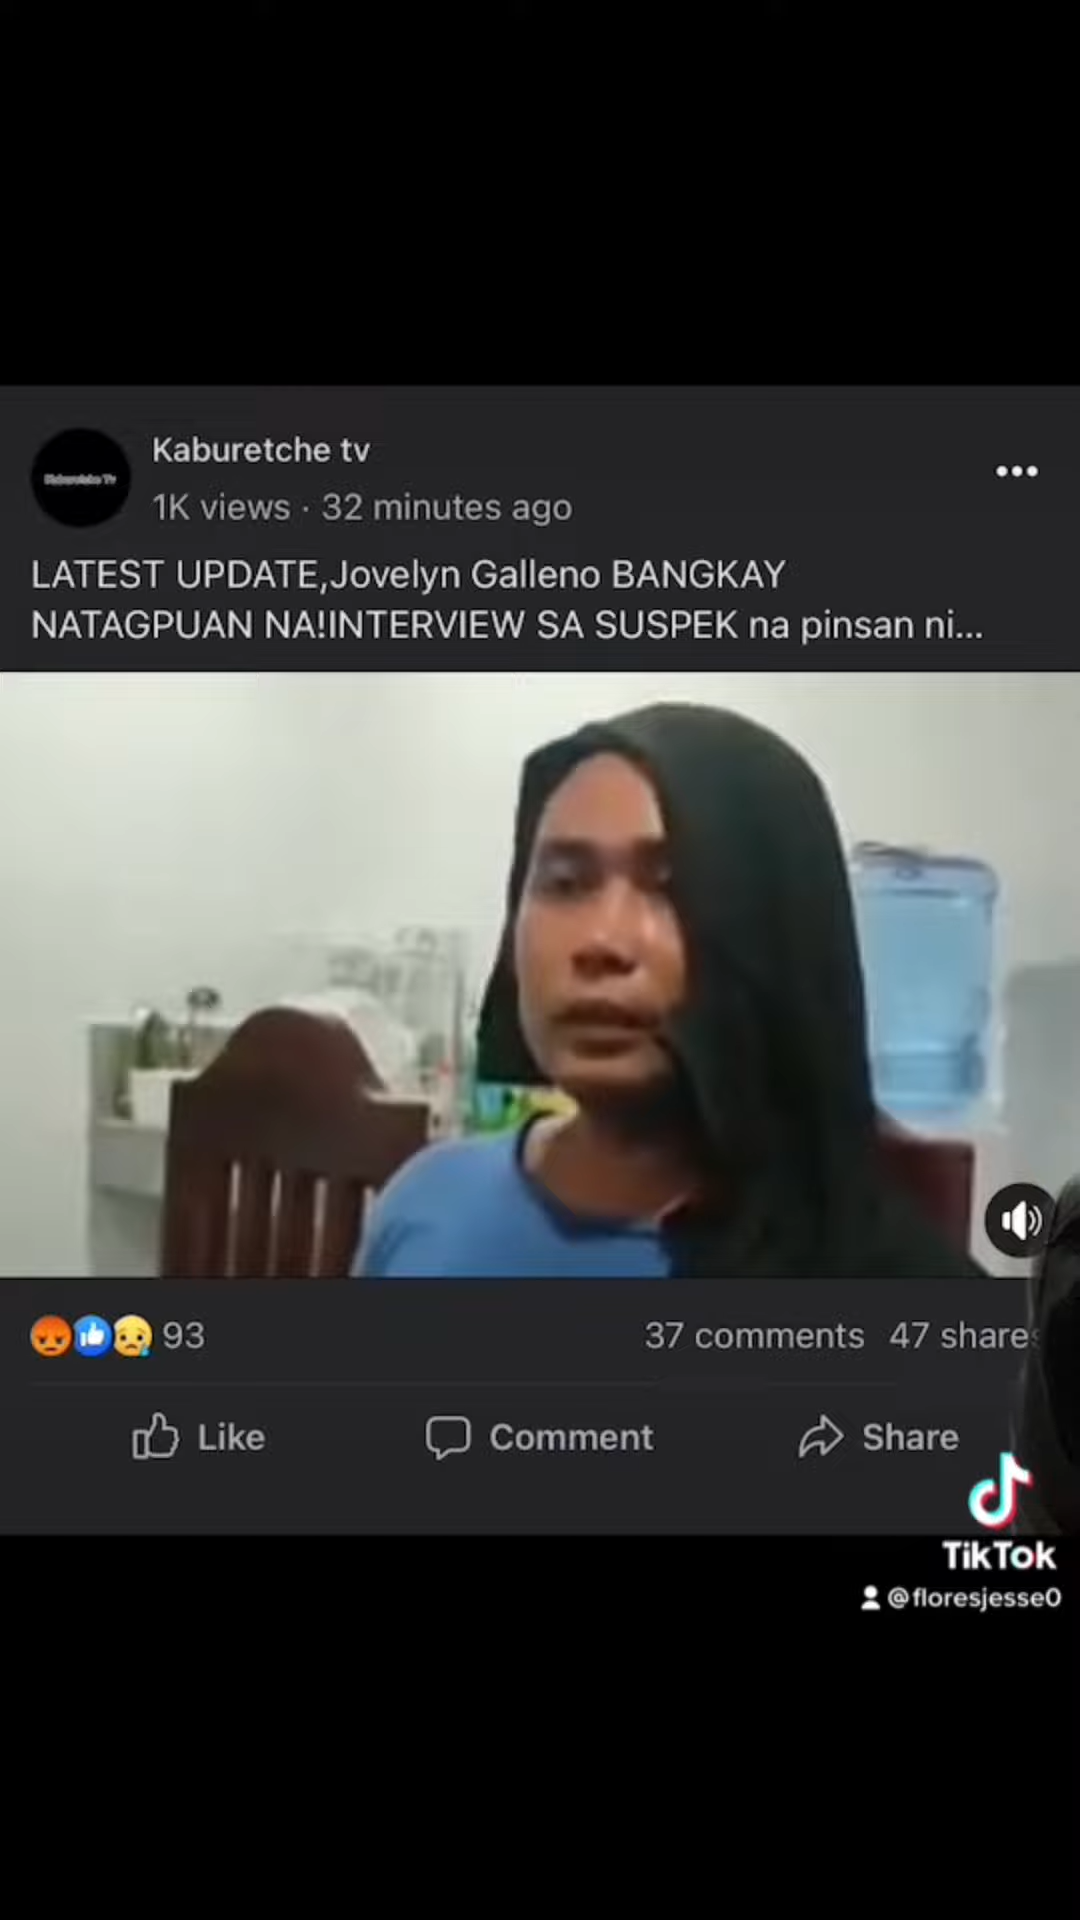 Kaburetche tv
1K views · 32 minutes ago
LATEST UPDATE,Jovelyn Galleno BANGKAY
NATAGPUAN NA!INTERVIEW SA SUSPEK na pinsan ni...
93
37 comments 47 shares
Like
Comment
Share
TikTok
@floresjesse0